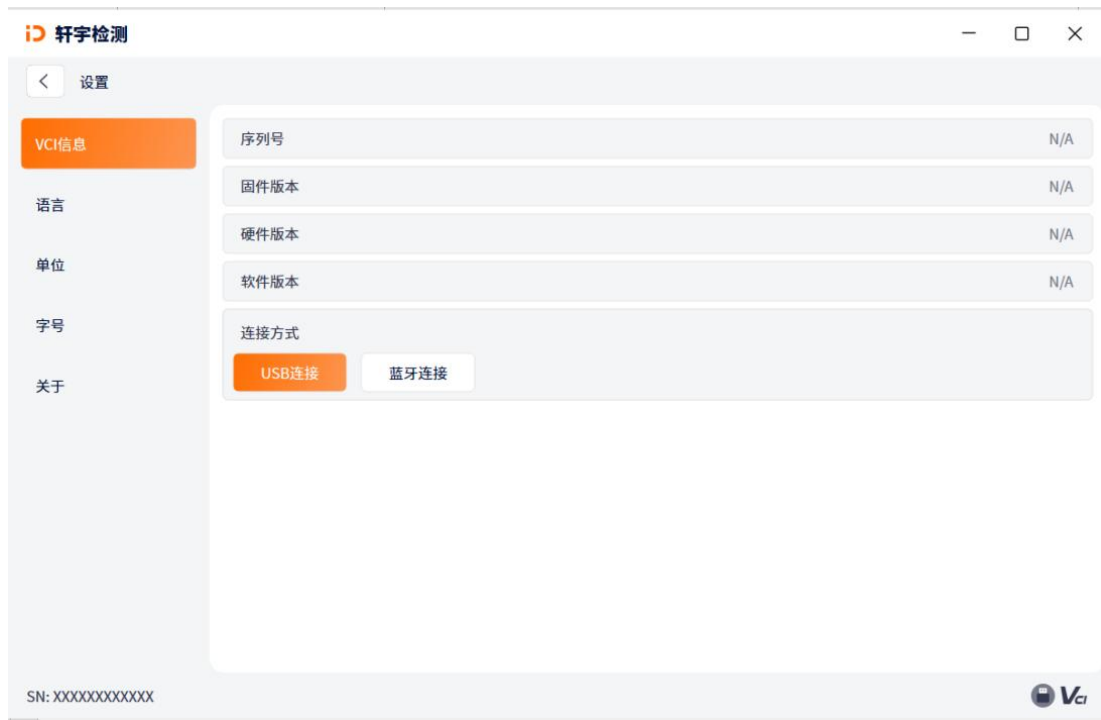 轩宇检测
设置
VCI信息
语言
单位
字号
关于
序列号 N/A
固件版本 N/A
硬件版本 N/A
软件版本 N/A
连接方式
USB连接 蓝牙连接
SN: XXXXXXXXXXXX
VCI